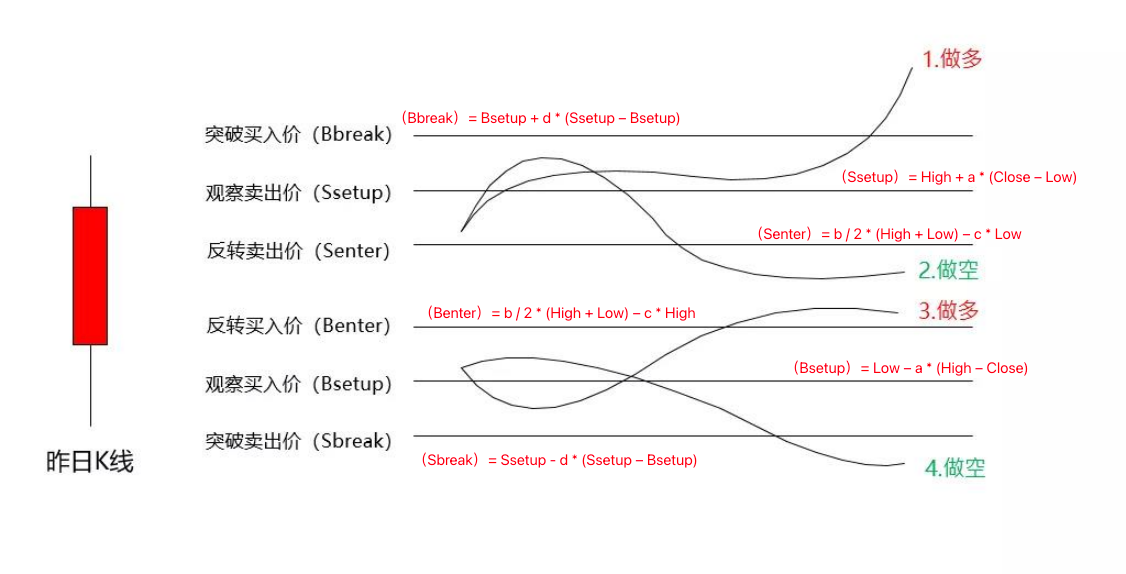 1.做多
（Bbreak）= Bsetup + d * (Ssetup – Bsetup)
突破买入价（Bbreak）
（Ssetup）= High + a * (Close – Low)
观察卖出价（Ssetup）
（Senter）= b / 2 * (High + Low) – c * Low
反转卖出价（Senter）
2.做空
3.做多
（Benter）= b / 2 * (High + Low) – c * High
反转买入价（Benter）
（Bsetup）= Low – a * (High – Close)
观察买入价（Bsetup）
突破卖出价（Sbreak）
（Sbreak）= Ssetup - d * (Ssetup – Bsetup)
昨日K线
4.做空